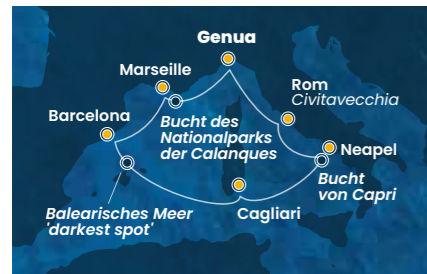 Genua
Marseille
Rom
Civitavecchia
Barcelona
Bucht des
Nationalparks
der Calanques
Neapel
Bucht
von Capri
Balearisches Meer
'darkest spot'
Cagliari